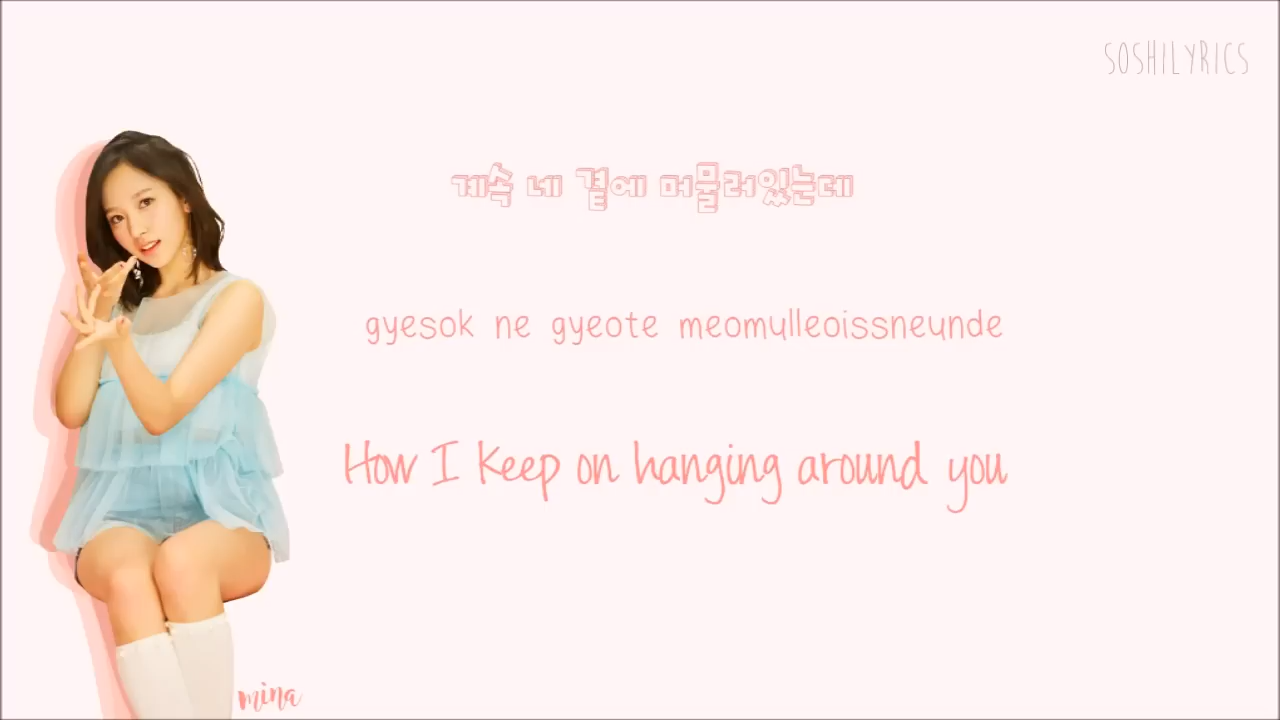 SOSHILYRICS
계속 네 곁에 머물러있는데
gyesok ne gyeote meomulleoissneunde
How I keep on hanging around you
mina